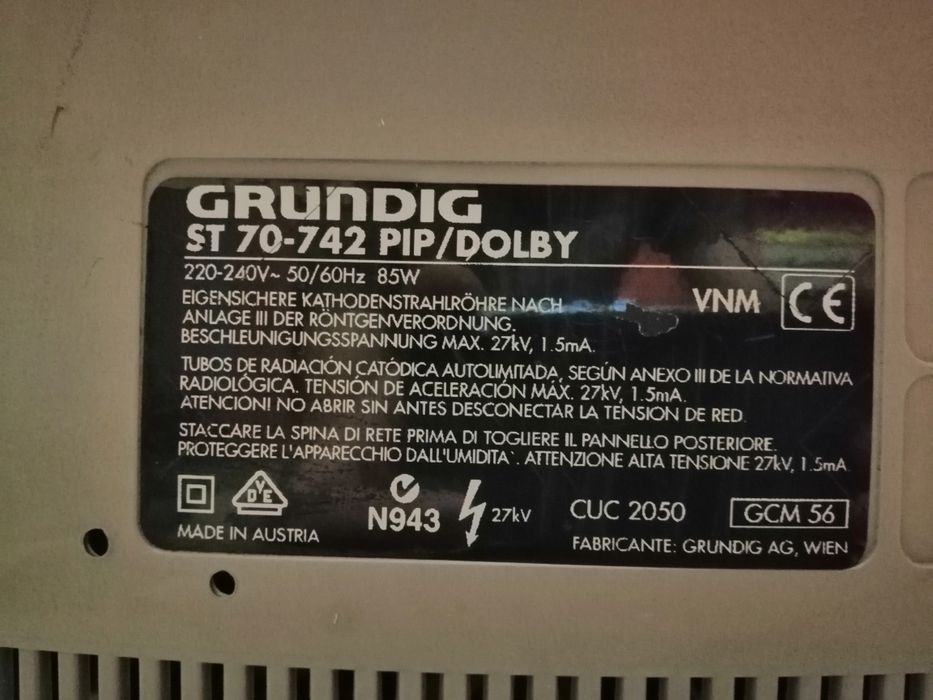 GRUNDIG
ST 70-742 PIP/DOLBY
220-240V~ 50/60Hz 85W
EIGENSICHERE KATHODENSTRAHLRÖHRE NACH
ANLAGE III DER RÖNTGENVERORDNUNG.
BESCHLEUNIGUNGSSPANNUNG MAX. 27kV, 1.5mA.
VNM CE
TUBOS DE RADIACIÓN CATÓDICA AUTOLIMITADA, SEGÚN ANEXO III DE LA NORMATIVA
RADIOLÓGICA. TENSIÓN DE ACELERACIÓN MÁX. 27kV, 1.5mA.
ATENCION! NO ABRIR SIN ANTES DESCONECTAR LA TENSION DE RED.
STACCARE LA SPINA DI RETE PRIMA DI TOGLIERE IL PANNELLO POSTERIORE.
PROTEGGERE L'APPARECCHIO DALL'UMIDITA`. ATTENZIONE ALTA TENSIONE 27kV, 1.5mA.
DVE
N943
27kV
CUC 2050
GCM 56
MADE IN AUSTRIA
FABRICANTE: GRUNDIG AG, WIEN